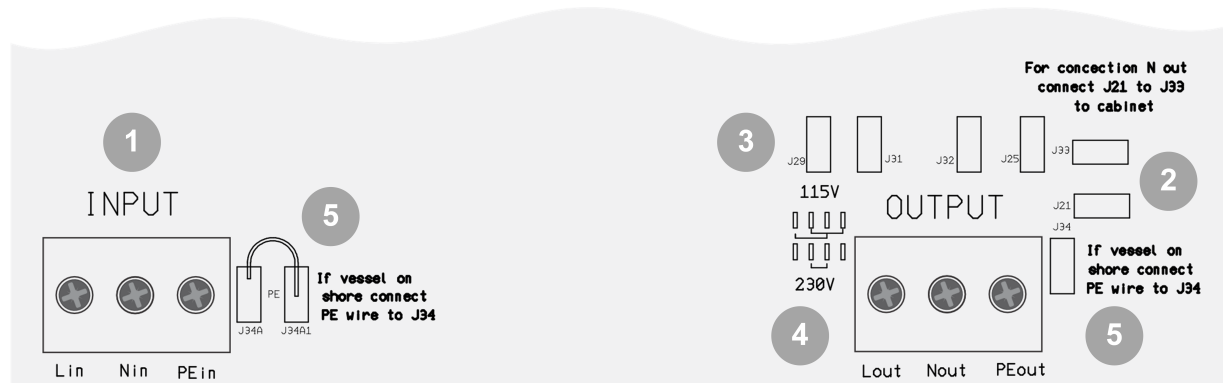 For concection N out
connect J21 to J33
to cabinet
1
3
J29
J31
J32
J25
J33
2
INPUT
5
115V
OUTPUT
J21
J34
If vessel on
shore connect
PE wire to J34
PE
J34A
J34A1
230V
If vessel on
shore connect
PE wire to J34
4
5
Lin
Nin
PEin
Lout
Nout
PEout